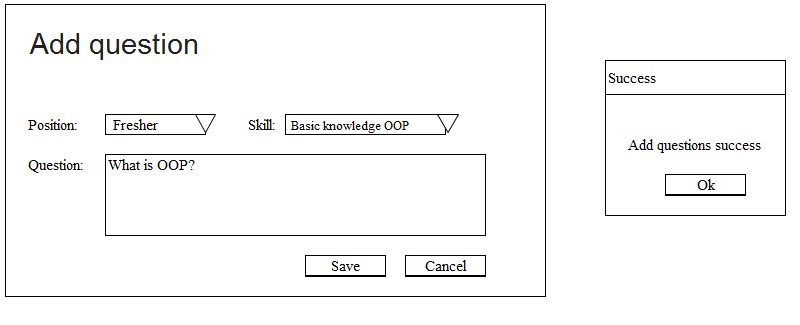 Add question
Position: Fresher Skill: Basic knowledge OOP
Question: What is OOP?
Save Cancel
Success
Add questions success
Ok